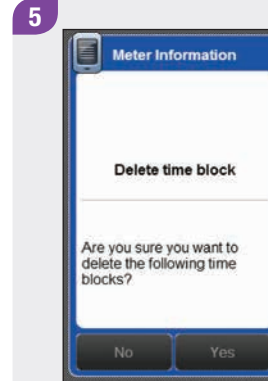 5
Meter Information
Delete time block
Are you sure you want to
delete the following time
blocks?
No
Yes